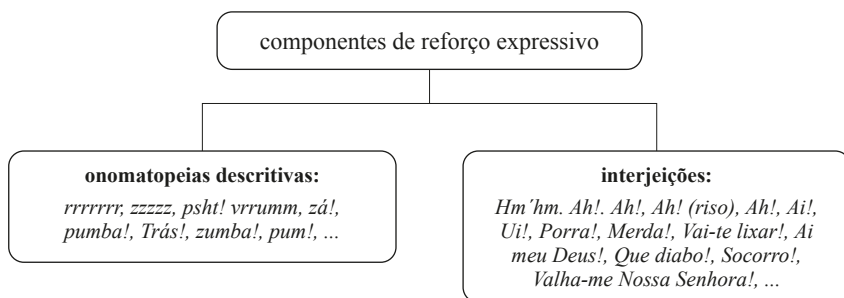 componentes de reforço expressivo
onomatopeias descritivas:
rrrrrrr, zzzzz, psht! vrrumm, zá!,
pumba!, Trás!, zumba!, pum!, ...
interjeições:
Hm´hm. Ah!. Ah!, Ah! (riso), Ah!, Ai!,
Ui!, Porra!, Merda!, Vai-te lixar!, Ai
meu Deus!, Que diabo!, Socorro!,
Valha-me Nossa Senhora!, ...